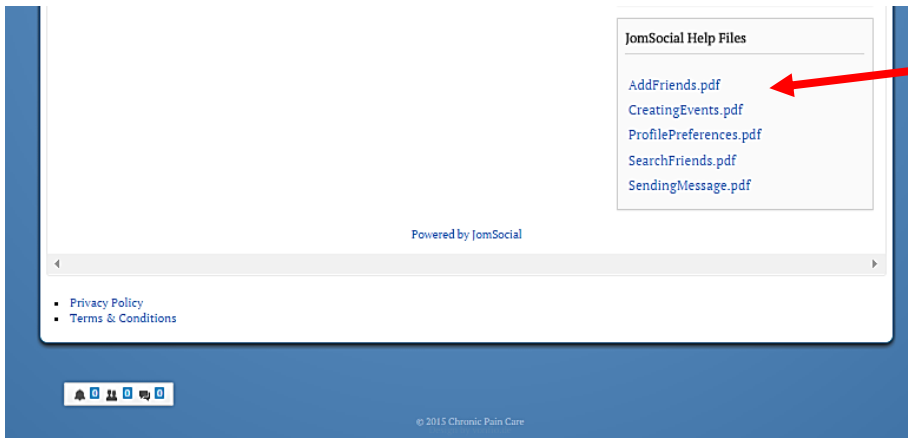 JomSocial Help Files
AddFriends.pdf
CreatingEvents.pdf
ProfilePreferences.pdf
SearchFriends.pdf
SendingMessage.pdf
Powered by JomSocial
Privacy Policy
Terms & Conditions
0 0 0
© 2015 Chronic Pain Care